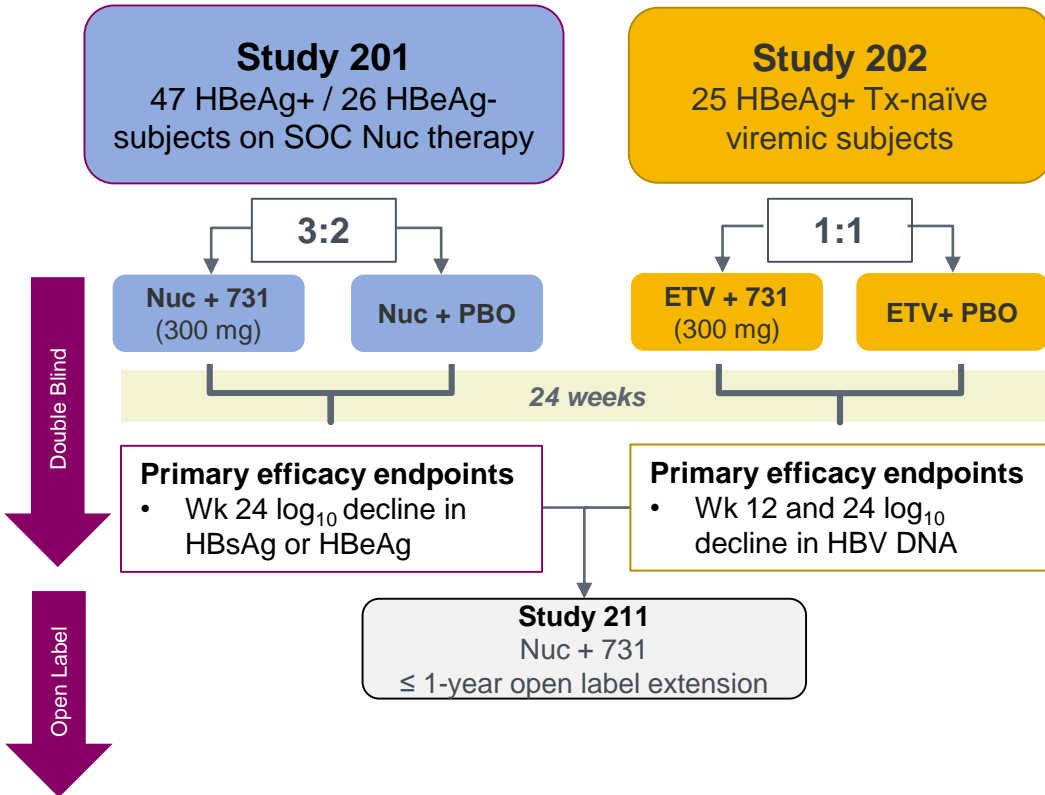 Study 201
47 HBeAg+ / 26 HBeAg-
subjects on SOC Nuc therapy
Study 202
25 HBeAg+ Tx-naïve
viremic subjects
3:2
1:1
Double Blind
Nuc + 731
(300 mg)
Nuc + PBO
ETV + 731
(300 mg)
ETV+ PBO
24 weeks
Primary efficacy endpoints
• Wk 24 log₁₀ decline in
HBsAg or HBeAg
Primary efficacy endpoints
• Wk 12 and 24 log₁₀
decline in HBV DNA
Open Label
Study 211
Nuc + 731
≤ 1-year open label extension